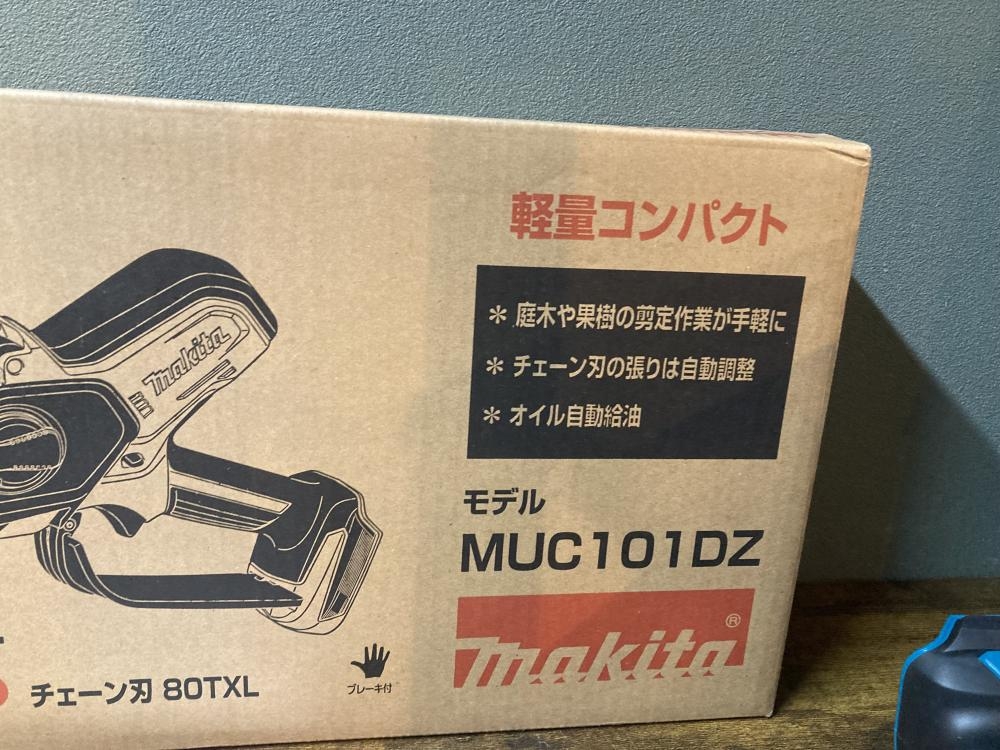 軽量コンパクト
＊ 庭木や果樹の剪定作業が手軽に
＊ チェーン刃の張りは自動調整
＊ オイル自動給油
makita
モデル
MUC101DZ
makita®
チェーン刃 80TXL
ブレーキ付